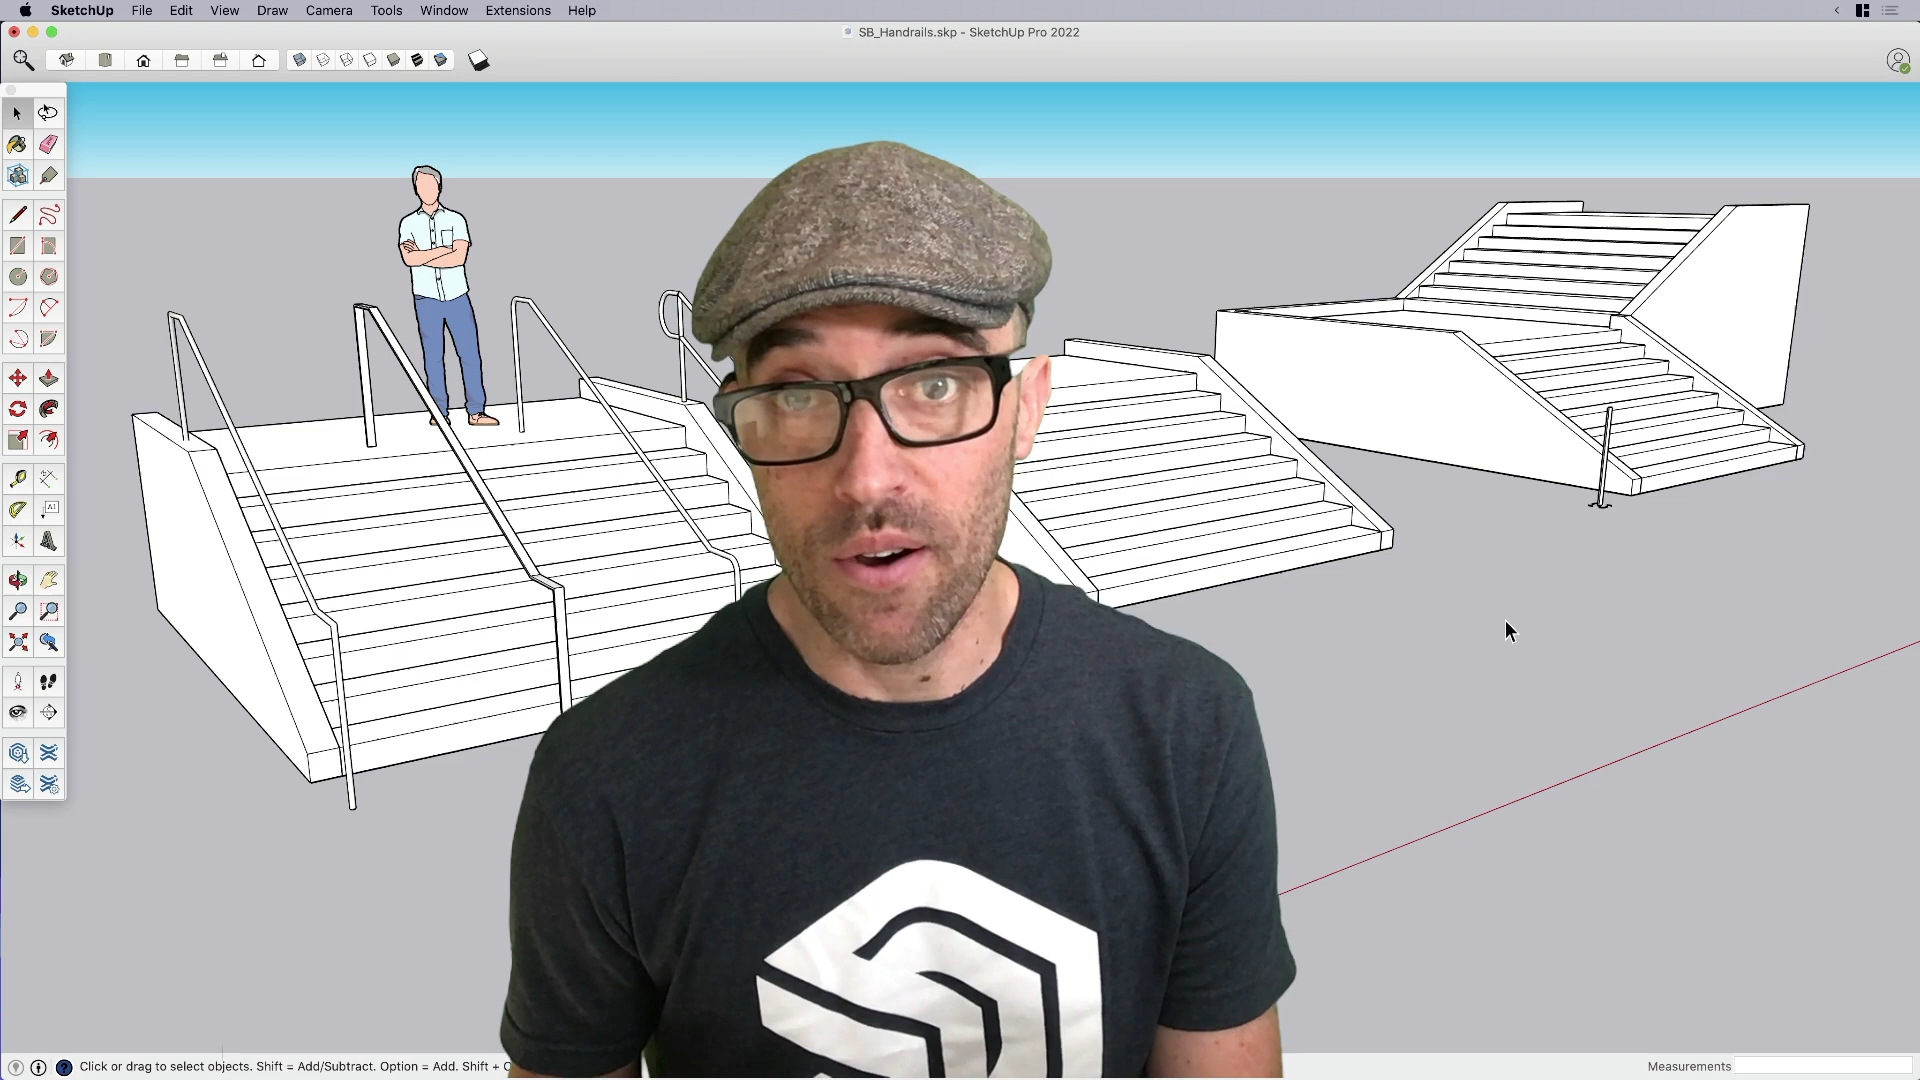 SketchUp File Edit View Draw Camera Tools Window Extensions Help
SB_Handrails.skp - SketchUp Pro 2022
A1
Click or drag to select objects. Shift = Add/Subtract. Option = Add. Shift + O
Measurements